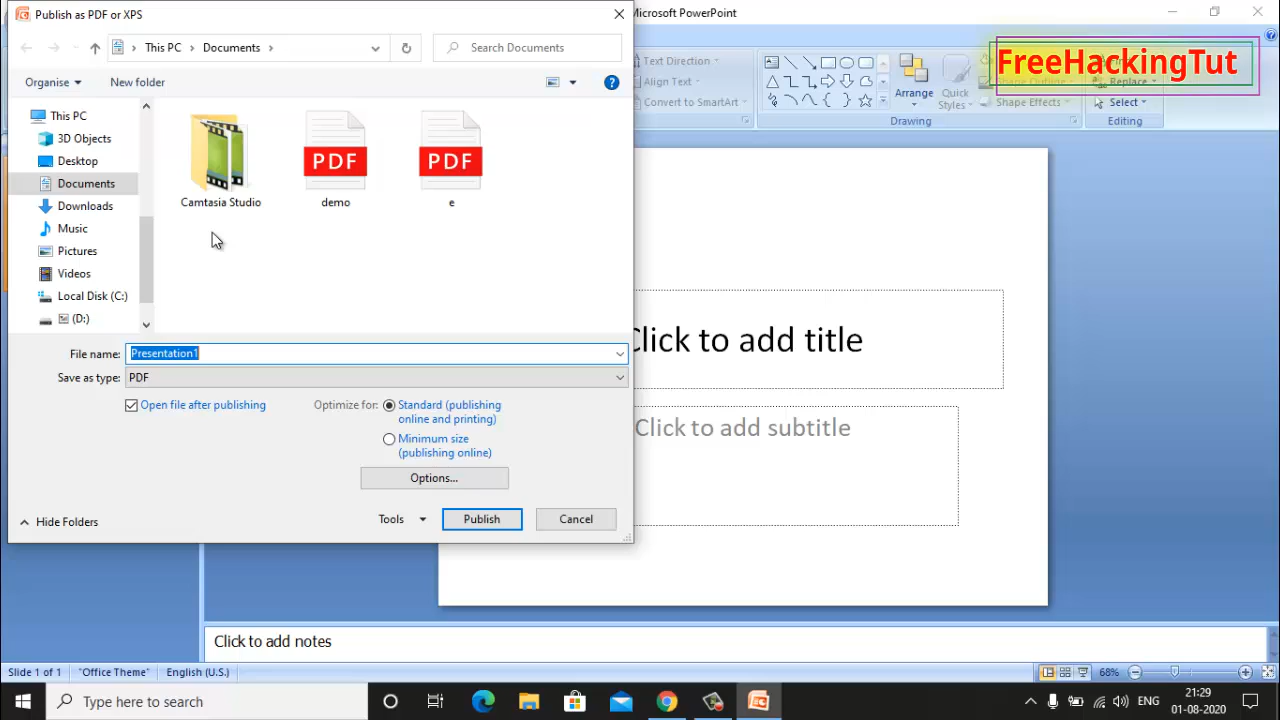 Publish as PDF or XPS
Microsoft PowerPoint
This PC
Documents
Search Documents
Organise
New folder
This PC
3D Objects
Desktop
Documents
Downloads
Music
Pictures
Videos
Local Disk (C:)
(D:)
PDF
PDF
Camtasia Studio
demo
e
File name:
Presentation1
Save as type:
PDF
Open file after publishing
Optimize for:
Standard (publishing
online and printing)
Minimum size
(publishing online)
Options...
Hide Folders
Tools
Publish
Cancel
Text Direction
Align Text
Convert to SmartArt
Arrange
Quick
Styles
Shape Outline
Shape Effects
Drawing
Replace
Select
Editing
FreeHackingTut
Click to add title
Click to add subtitle
Click to add notes
Slide 1 of 1
"Office Theme"
English (U.S.)
68%
Type here to search
ENG
21:29
01-08-2020